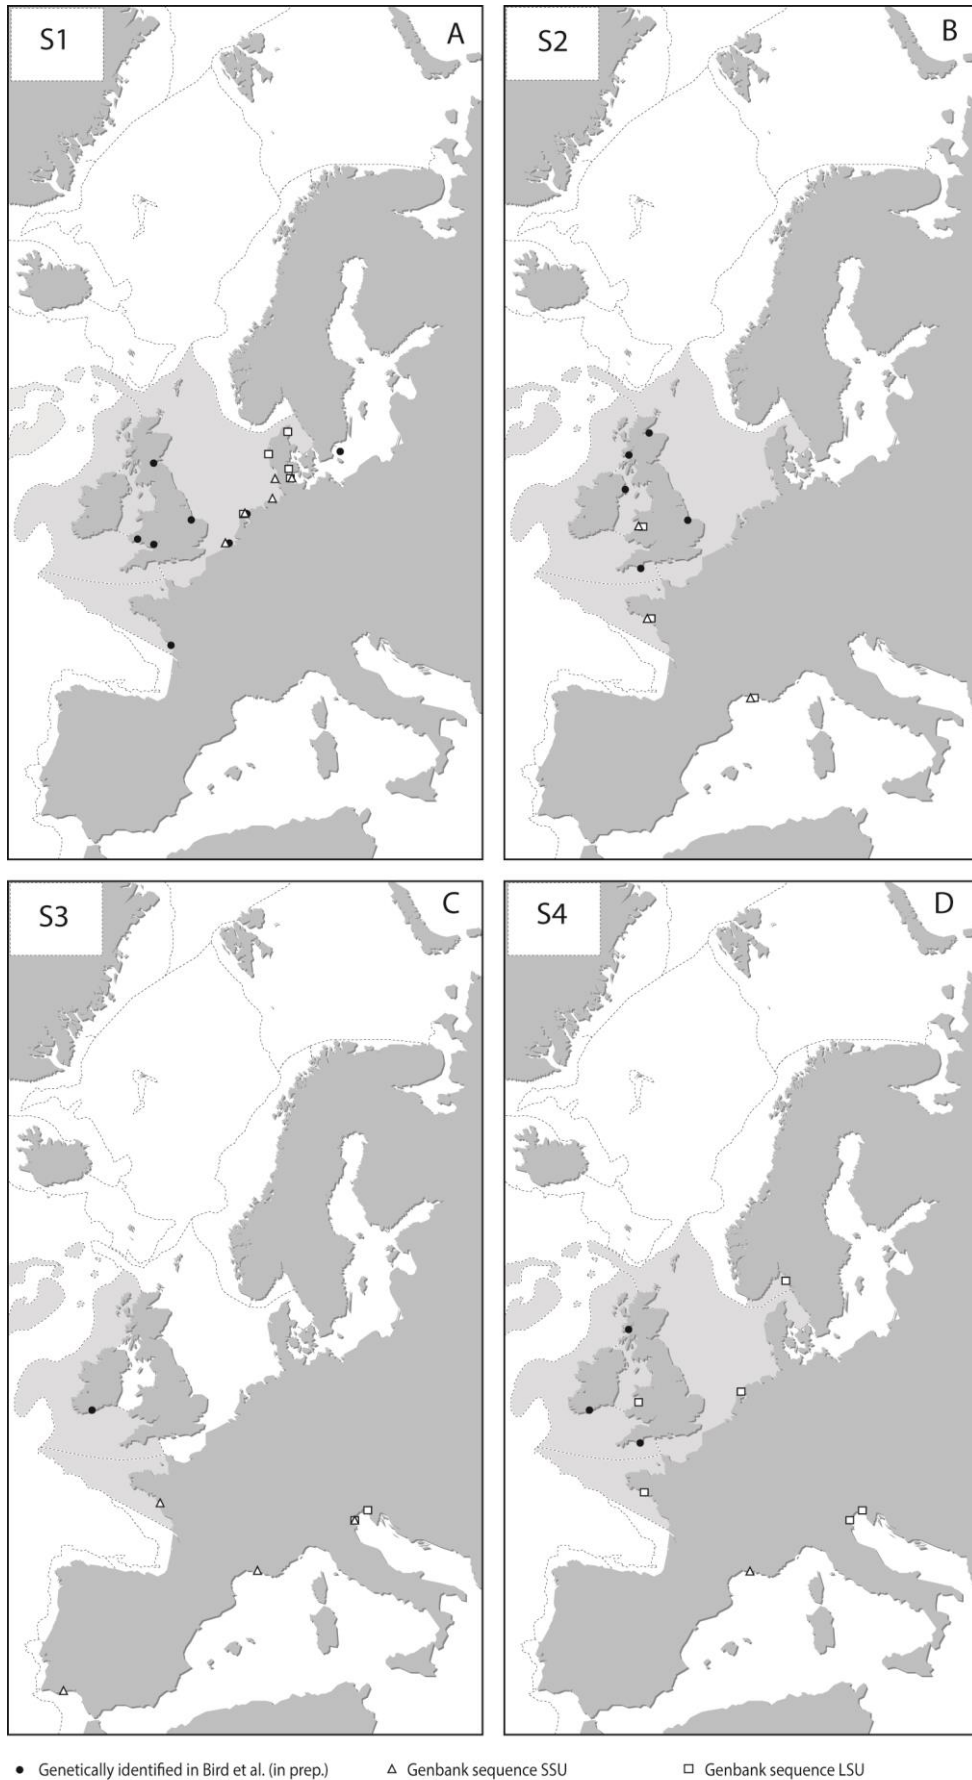 S1 A
S2 B
S3 C
S4 D
Genetically identified in Bird et al. (in prep.) Genbank sequence SSU Genbank sequence LSU